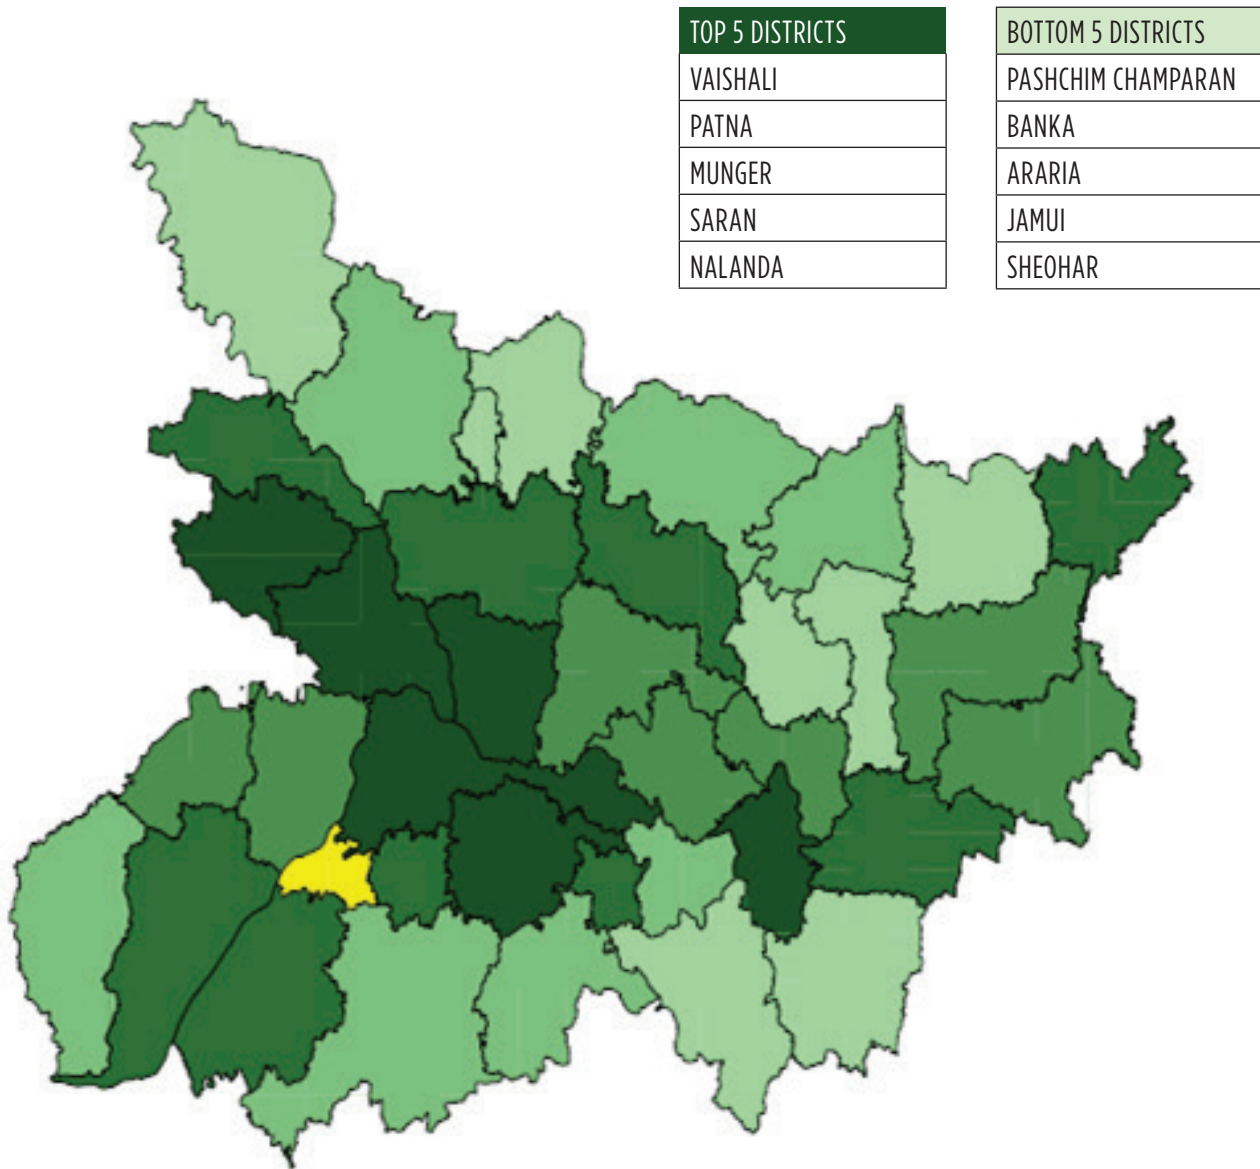 TOP 5 DISTRICTS
VAISHALI
PATNA
MUNGER
SARAN
NALANDA
BOTTOM 5 DISTRICTS
PASHCHIM CHAMPARAN
BANKA
ARARIA
JAMUI
SHEOHAR